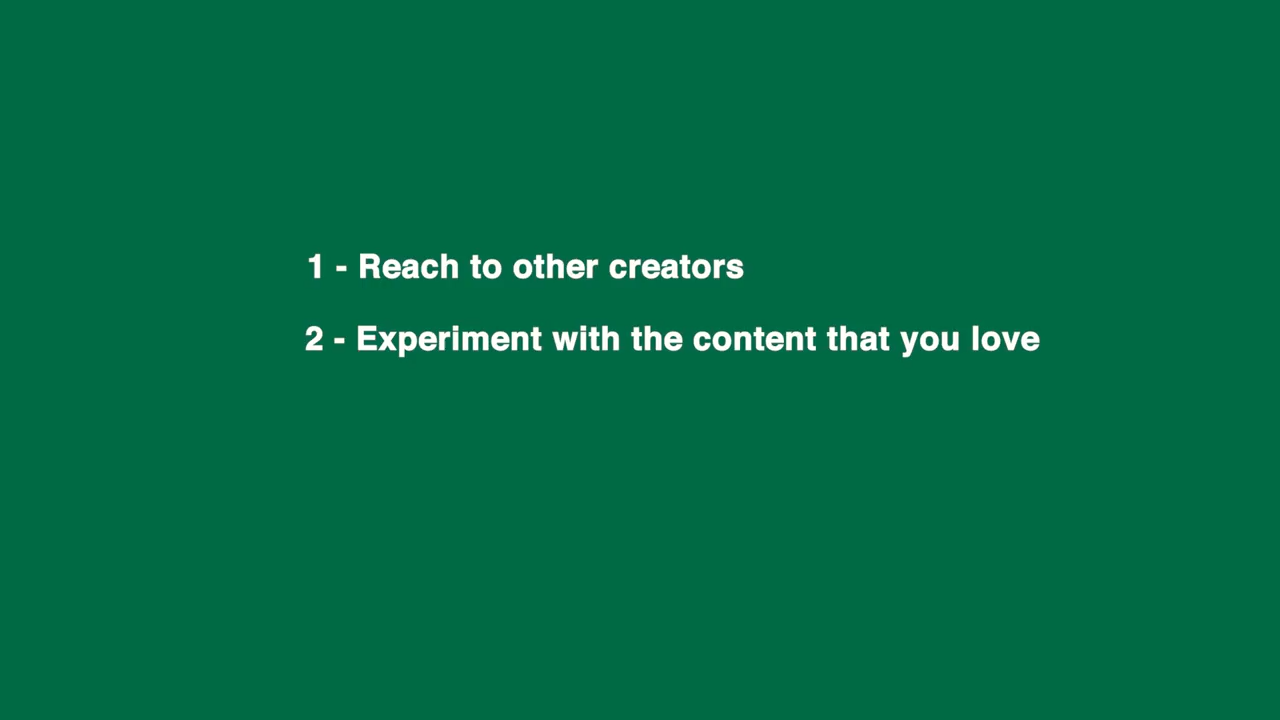 1 - Reach to other creators
2 - Experiment with the content that you love